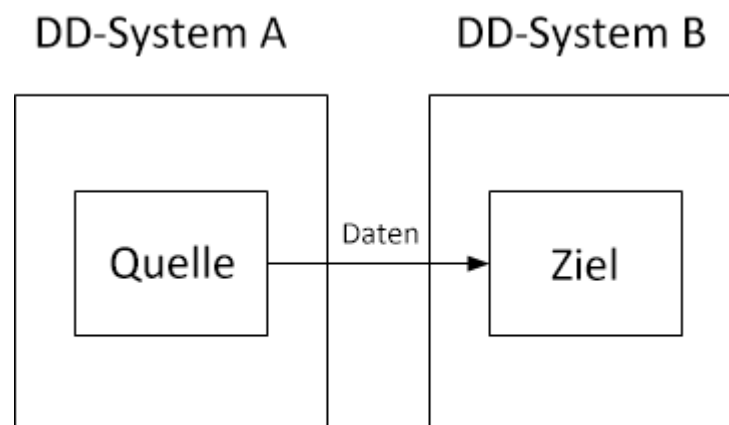 DD-System A
DD-System B
Daten
Quelle
Ziel